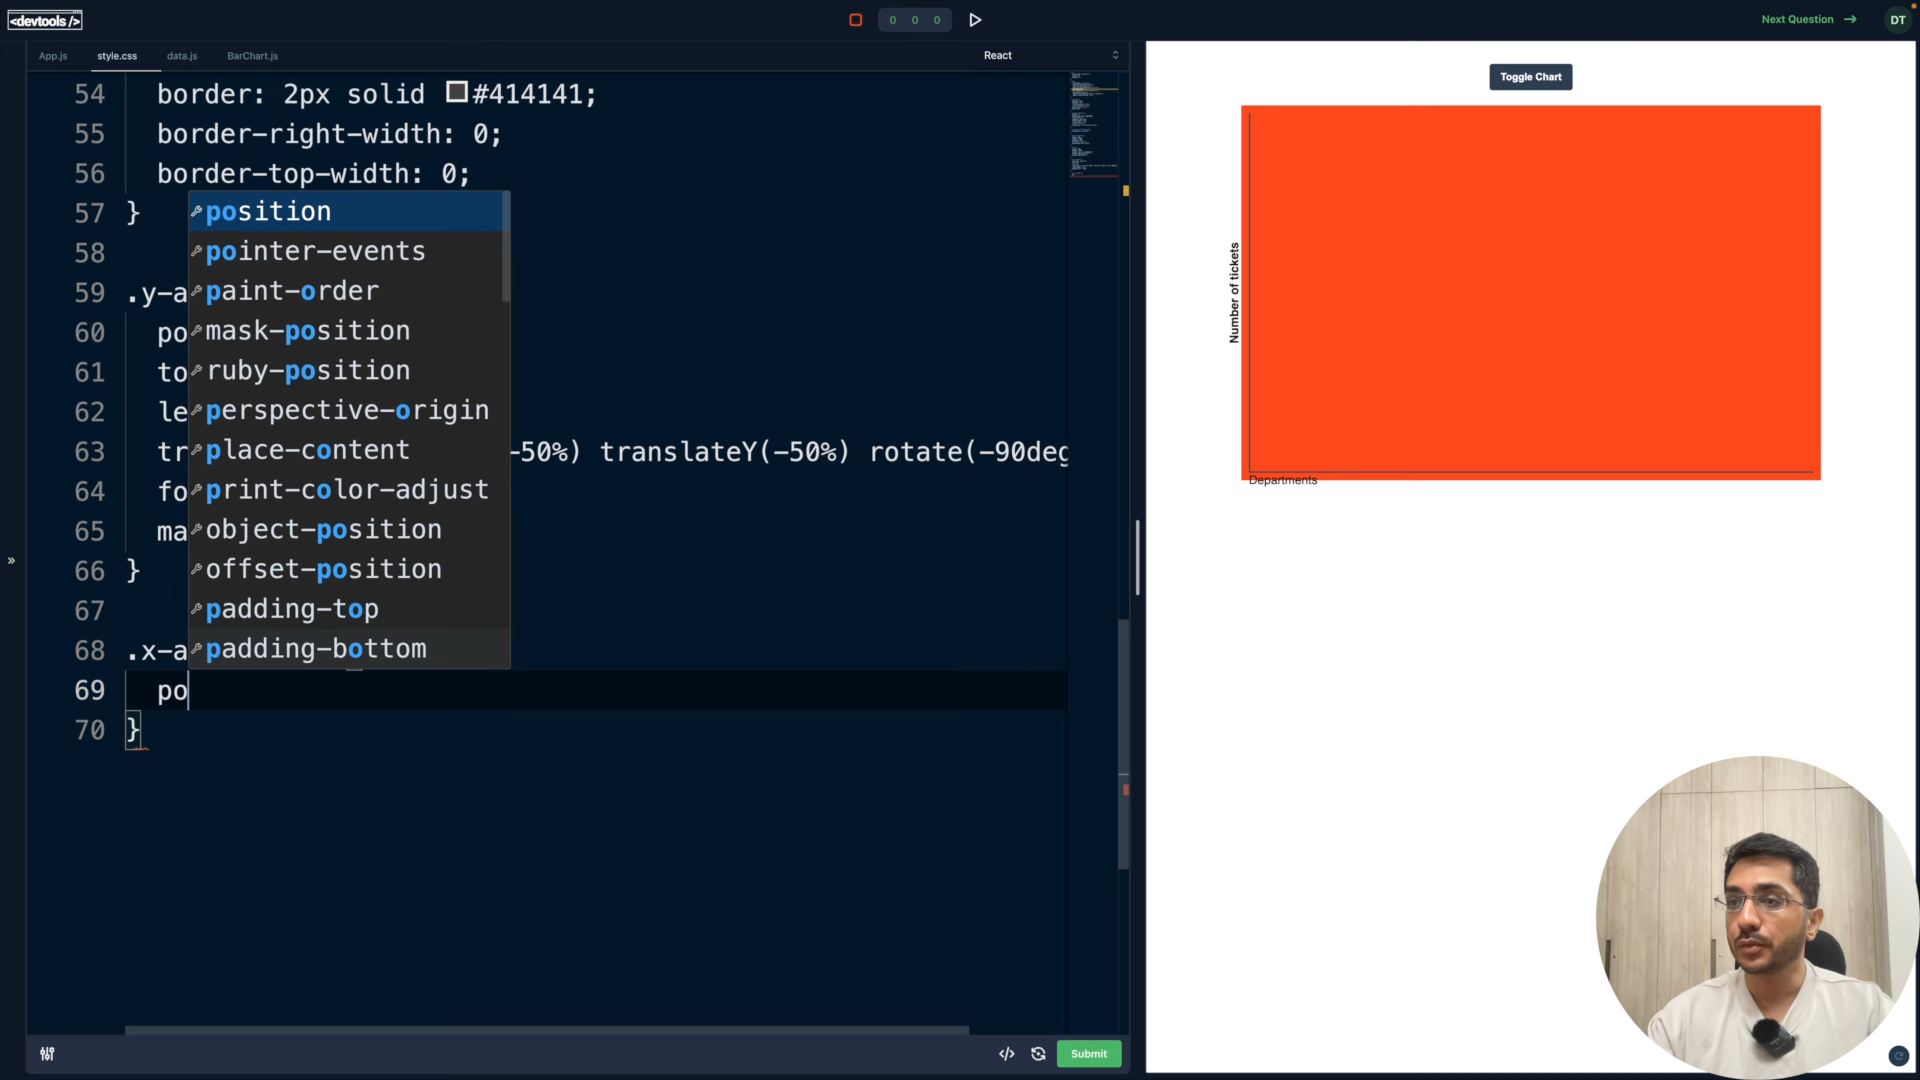 <devtools />
0 0 0
Next Question
DT
App.js style.css data.js BarChart.js React
54 border: 2px solid #414141;
55 border-right-width: 0;
56 border-top-width: 0;
57 }
58
59 .y-a
60 po
61 to
62 le
63 tr -50%) translateY(-50%) rotate(-90deg
64 fo
65 ma
66 }
67
68 .x-a
69 po
70 }
position
pointer-events
paint-order
mask-position
ruby-position
perspective-origin
place-content
print-color-adjust
object-position
offset-position
padding-top
padding-bottom
»
</>
Submit
Toggle Chart
Number of tickets
Departments